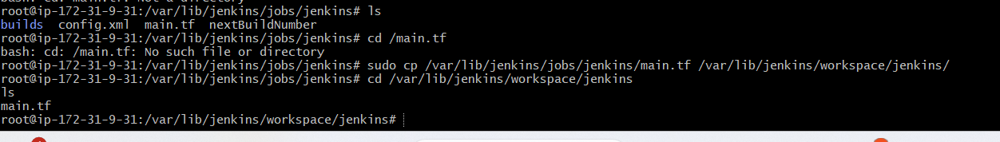 bash: cd: main.tf: Not a directory
root@ip-172-31-9-31:/var/lib/jenkins/jobs/jenkins# ls
builds  config.xml  main.tf  nextBuildNumber
root@ip-172-31-9-31:/var/lib/jenkins/jobs/jenkins# cd /main.tf
bash: cd: /main.tf: No such file or directory
root@ip-172-31-9-31:/var/lib/jenkins/jobs/jenkins# sudo cp /var/lib/jenkins/jobs/jenkins/main.tf /var/lib/jenkins/workspace/jenkins/
root@ip-172-31-9-31:/var/lib/jenkins/jobs/jenkins# cd /var/lib/jenkins/workspace/jenkins
ls
main.tf
root@ip-172-31-9-31:/var/lib/jenkins/workspace/jenkins#